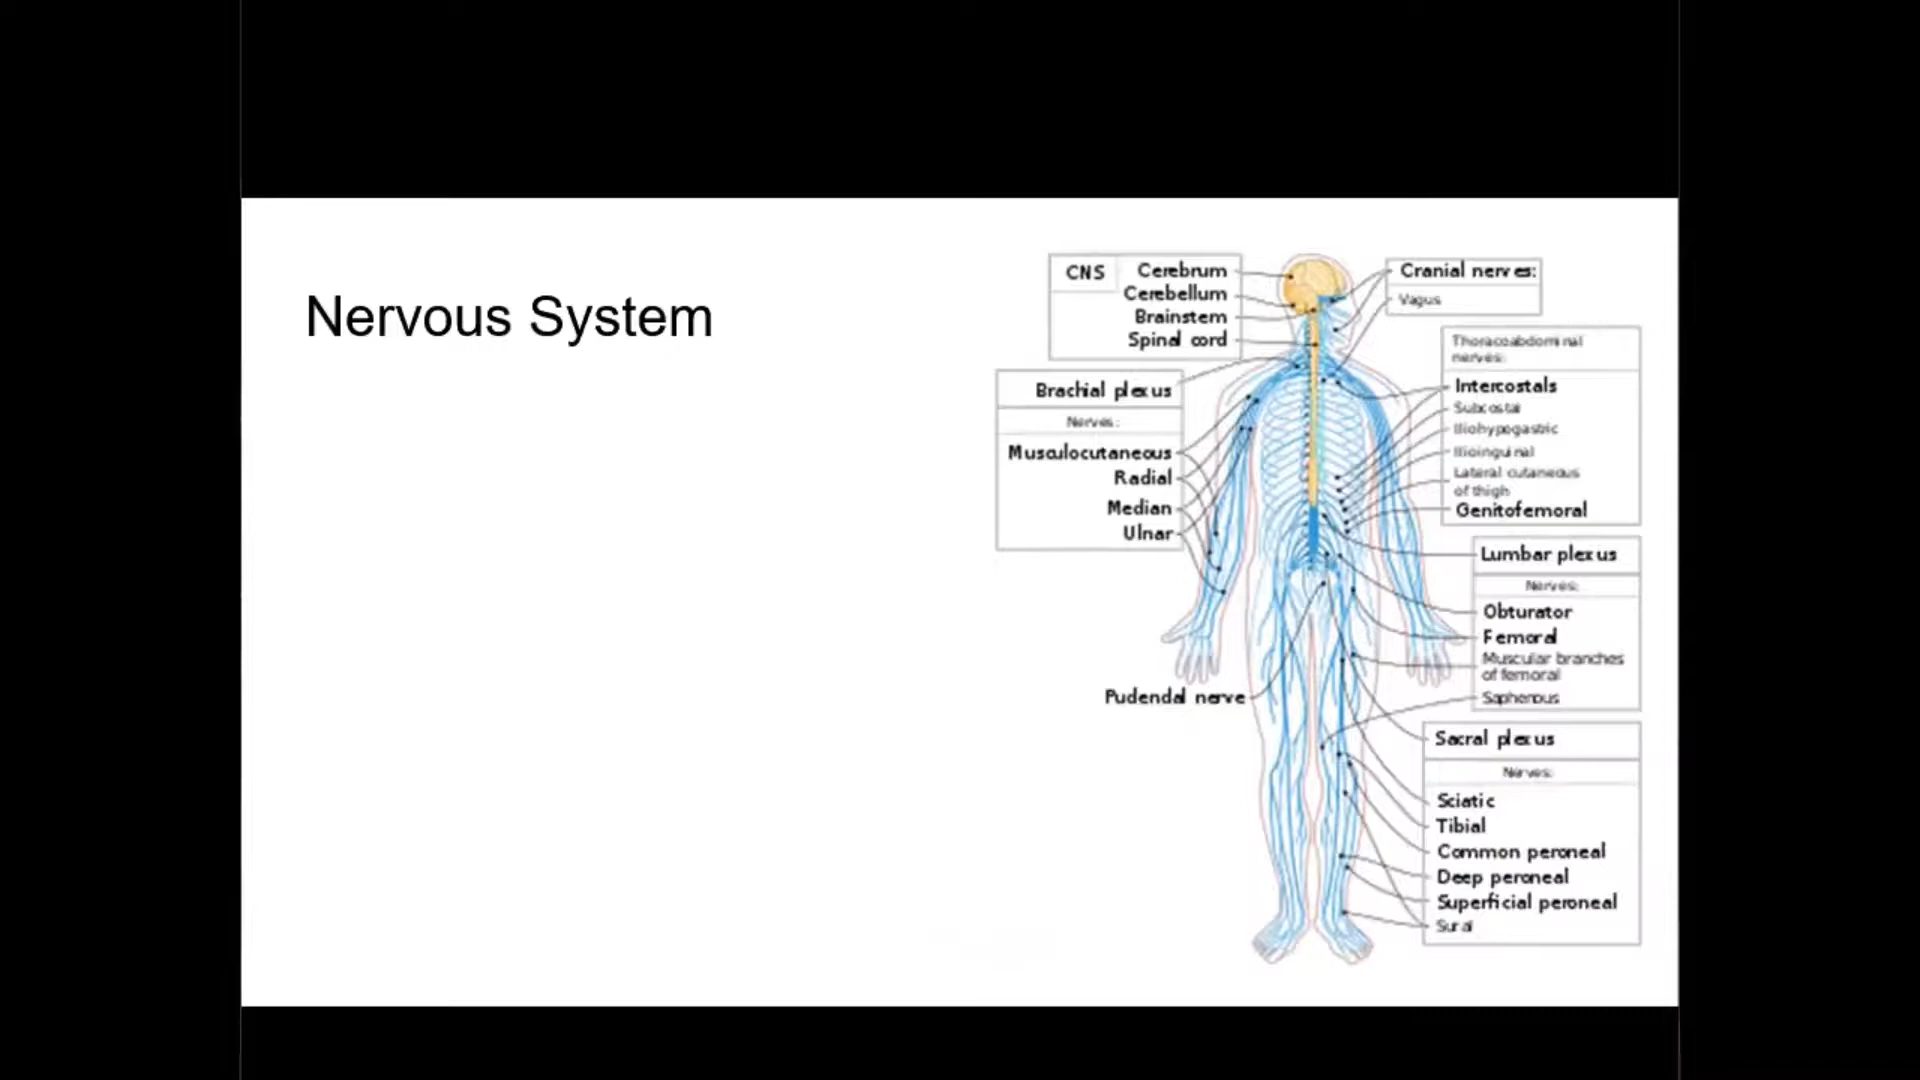 Nervous System
CNS
Cerebrum
Cerebellum
Brainstem
Spinal cord
Brachial plexus
Nerves:
Musculocutaneous
Radial
Median
Ulnar
Pudendal nerve
Cranial nerves:
Vagus
Thoracoabdominal
nerves:
Intercostals
Subcostal
Iliohypogastric
Ilioinguinal
Lateral cutaneous
of thigh
Genitofemoral
Lumbar plexus
Nerves:
Obturator
Femoral
Muscular branches
of femoral
Saphenous
Sacral plexus
Nerves:
Sciatic
Tibial
Common peroneal
Deep peroneal
Superficial peroneal
Sural